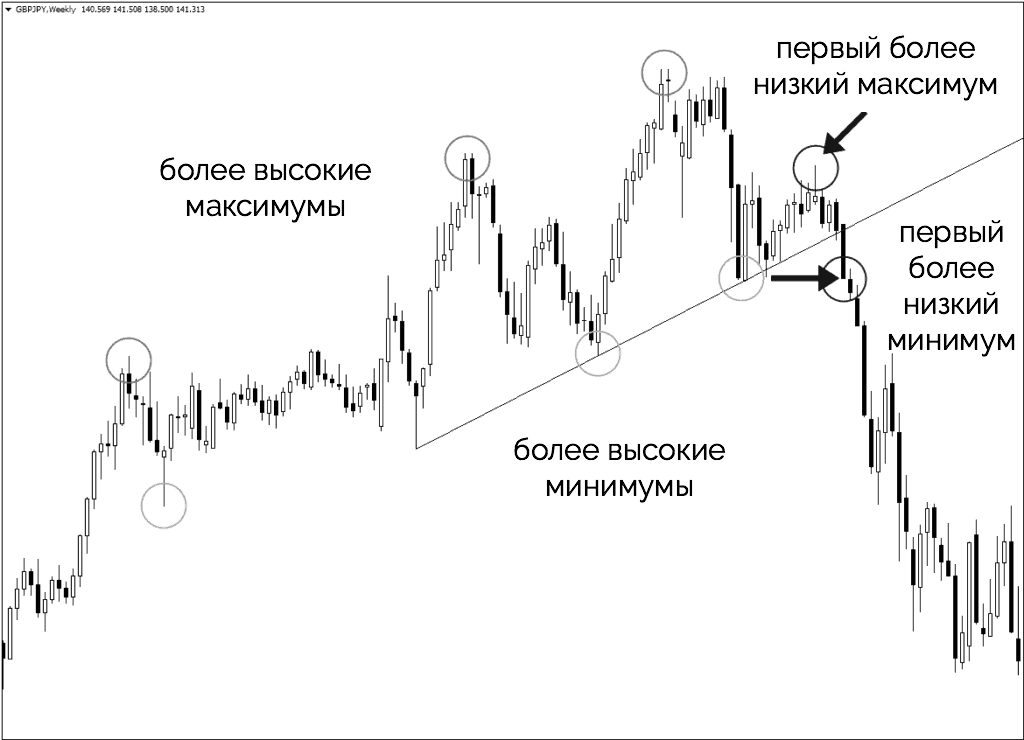 GBPJPY,Weekly 140.569 141.508 138.500 141.313
первый более
низкий максимум
более высокие
максимумы
первый
более
низкий
минимум
более высокие
минимумы